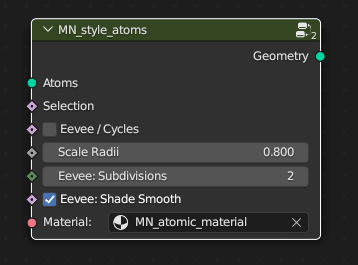 MN_style_atoms
2
Geometry
Atoms
Selection
Eevee / Cycles
Scale Radii 0.800
Eevee: Subdivisions 2
Eevee: Shade Smooth
Material: MN_atomic_material